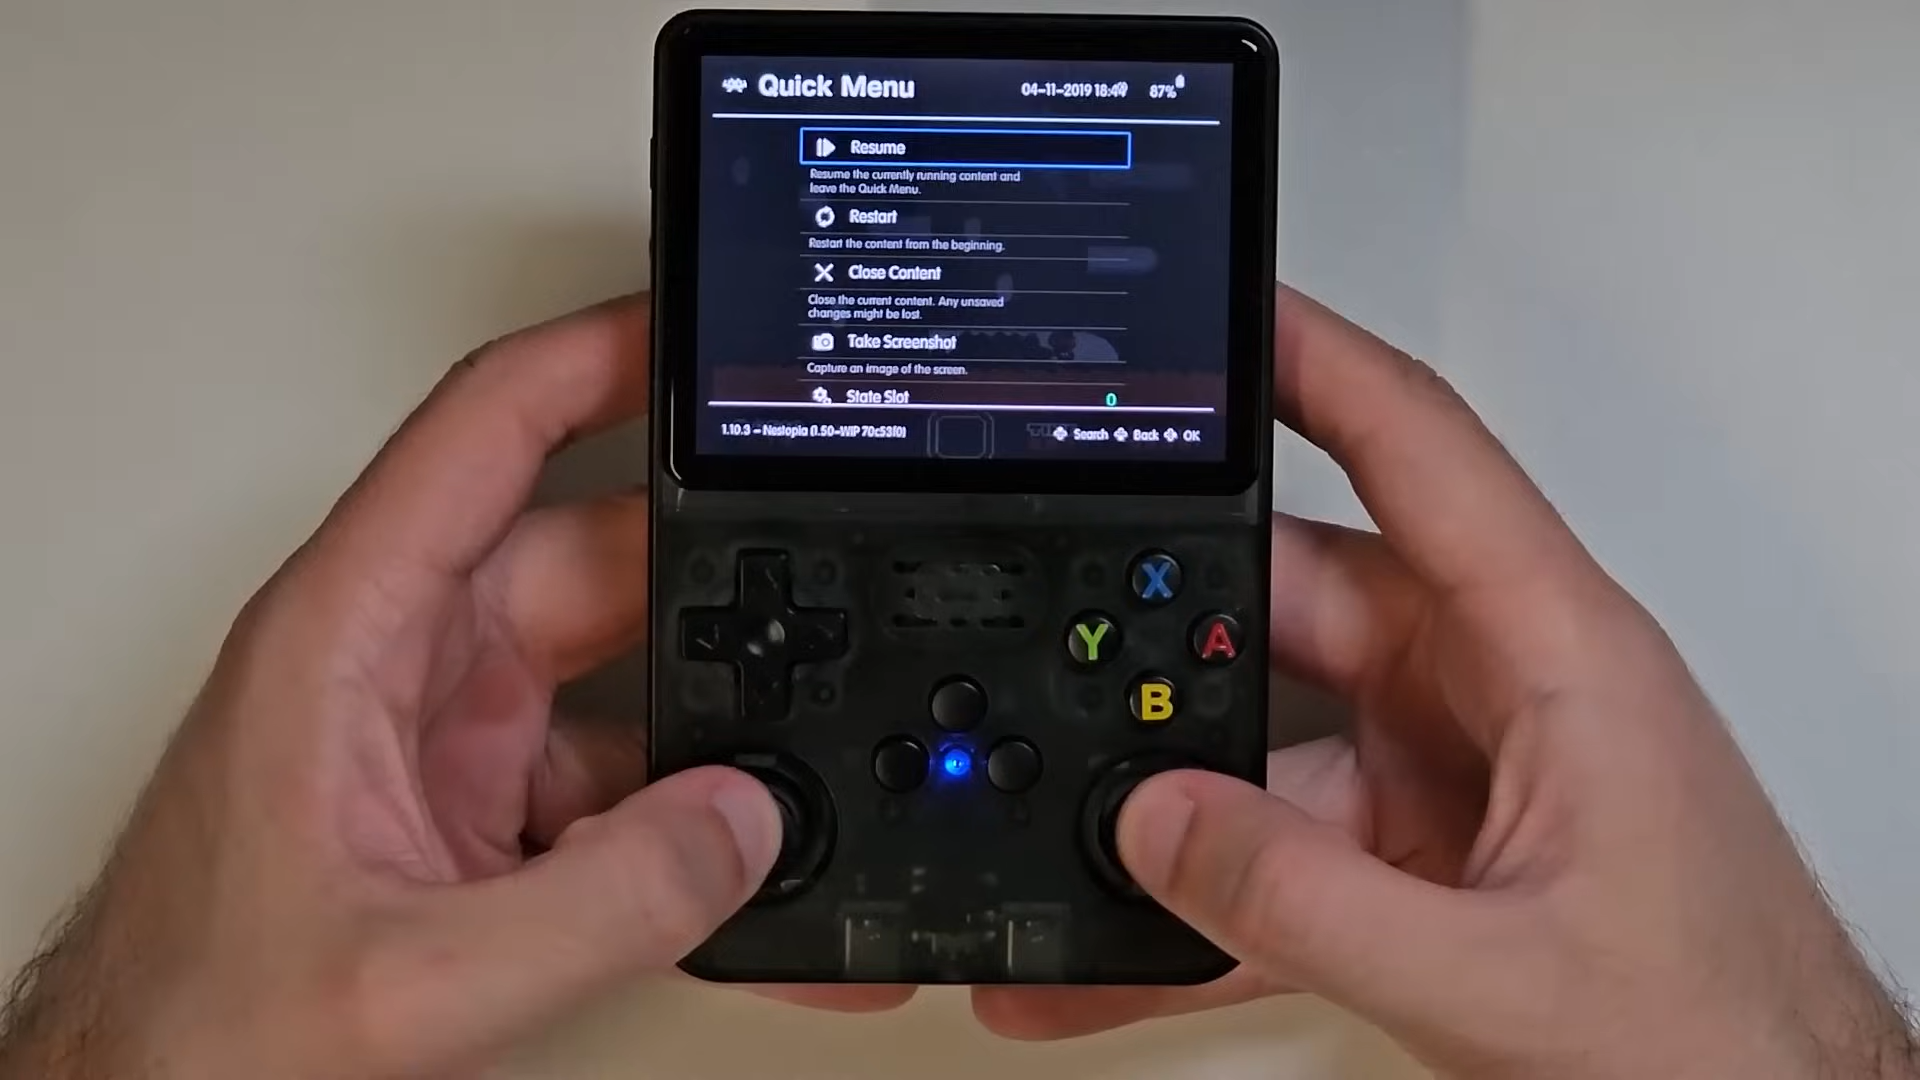 Quick Menu
04-11-2019 18:49
87%
Resume
Resume the currently running content and
leave the Quick Menu.
Restart
Restart the content from the beginning.
Close Content
Close the current content. Any unsaved
changes might be lost.
Take Screenshot
Capture an image of the screen.
State Slot 0
1.10.3 – Nestopia (1.50-WIP 70c53f0)
Search Back OK
X
Y A
B